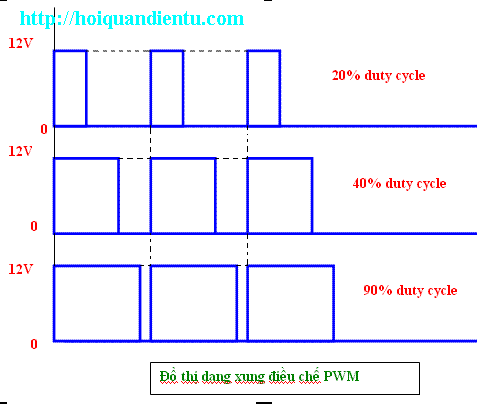 http://hoiquandientu.com
12V
20% duty cycle
0
12V
40% duty cycle
0
12V
90% duty cycle
0
Đồ thị dạng xung điều chế PWM